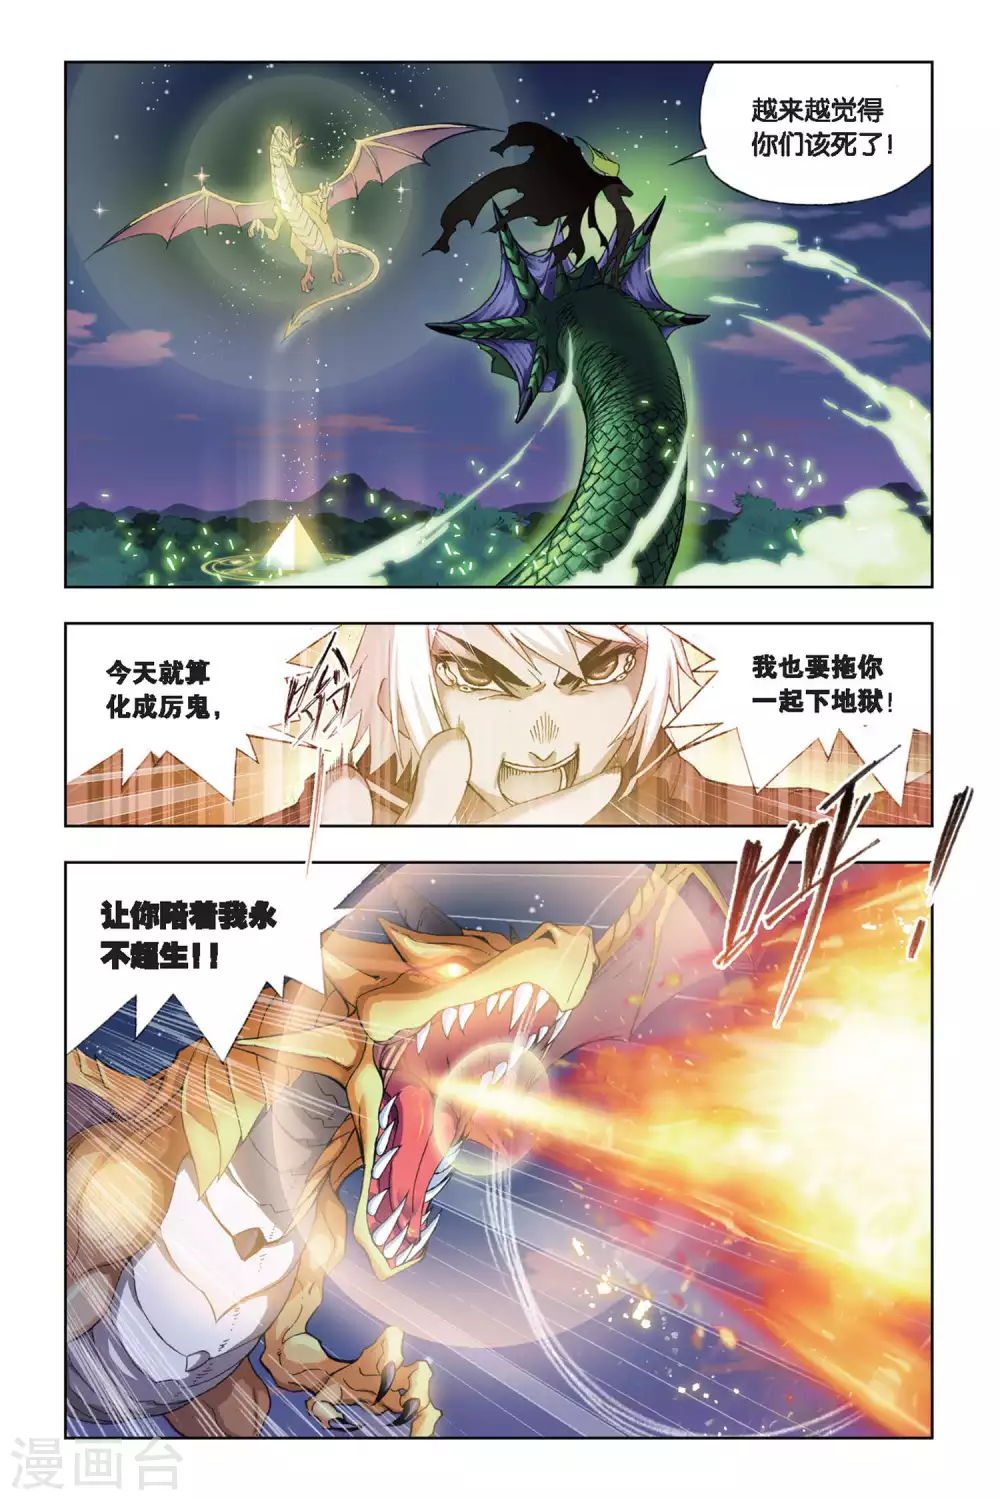 越来越觉得
你们该死了！
今天就算
化成厉鬼，
我也要拖你
一起下地狱！
让你陪着我永
不超生！！
漫画台